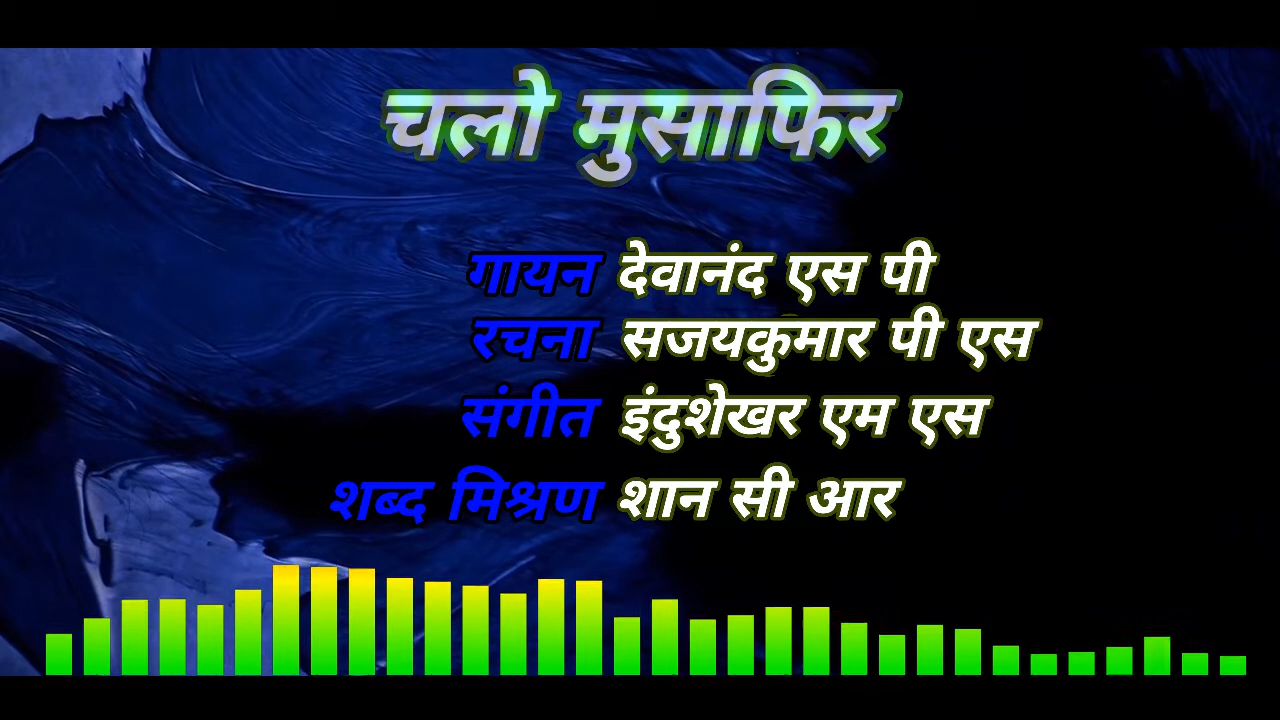 चलो मुसाफिर
गायन देवानंद एस पी
रचना सजयकुमार पी एस
संगीत इंदुशेखर एम एस
शब्द मिश्रण शान सी आर